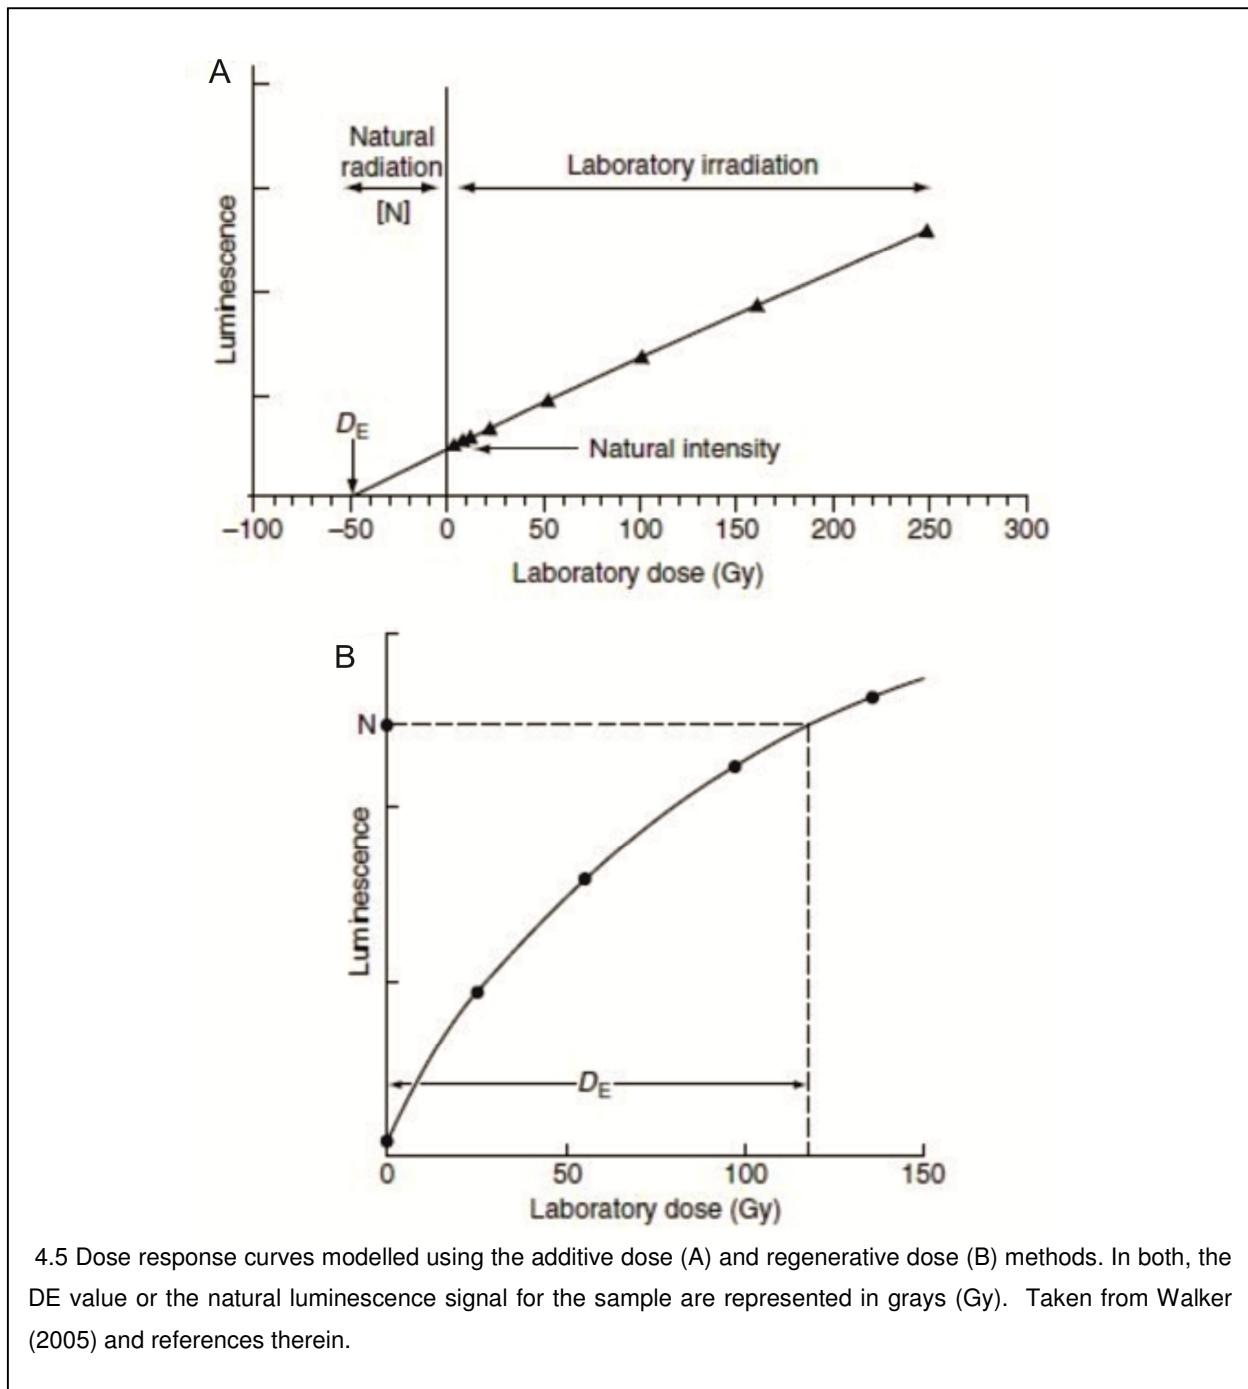 A
Natural
radiation
[N]
Laboratory irradiation
Luminescence
DE
Natural intensity
–100 –50 0 50 100 150 200 250 300
Laboratory dose (Gy)
B
N
Luminescence
DE
0 50 100 150
Laboratory dose (Gy)
4.5 Dose response curves modelled using the additive dose (A) and regenerative dose (B) methods. In both, the
DE value or the natural luminescence signal for the sample are represented in grays (Gy). Taken from Walker
(2005) and references therein.